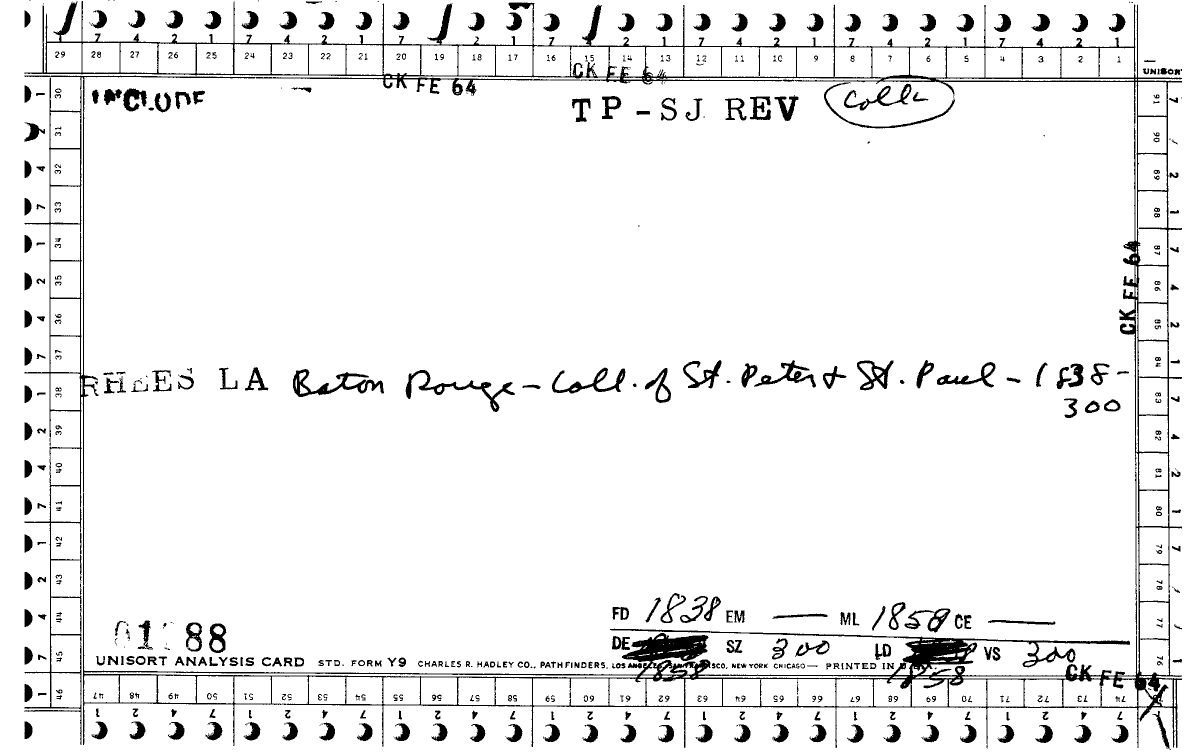 7 4 2 1 7 4 2 1 7 4 2 1 7 4 2 1 7 4 2 1 7 4 2 1 7 4 2 1
29 28 27 26 25 24 23 22 21 20 19 18 17 16 15 14 13 12 11 10 9 8 7 6 5 4 3 2 1
CK FE 64 CK FE 64 UNISORT
INCLUDE TP-SJ REV
CK FE 64
RHEES LA Baton Rouge - Coll. of St. Peter & St. Paul - 1838-
300
FD 1838 EM — ML 1858 CE —
DE 1858 SZ 300 LD 1858 VS 300
88
UNISORT ANALYSIS CARD STD. FORM Y9 CHARLES R. HADLEY CO., PATHFINDERS, LOS ANGELES, SAN FRANCISCO, NEW YORK CHICAGO — PRINTED IN U.S.A.
CK FE 64
30 31 32 33 34 35 36 37 38 39 40 41 42 43 44 45 46
47 48 49 50 51 52 53 54 55 56 57 58 59 60 61 62 63 64 65 66 67 68 69 70 71 72 73 74
1 2 4 7 1 2 4 7 1 2 4 7 1 2 4 7 1 2 4 7 1 2 4 7 1 2 4 7
91 90 89 88 87 86 85 84 83 82 81 80 79 78 77 76